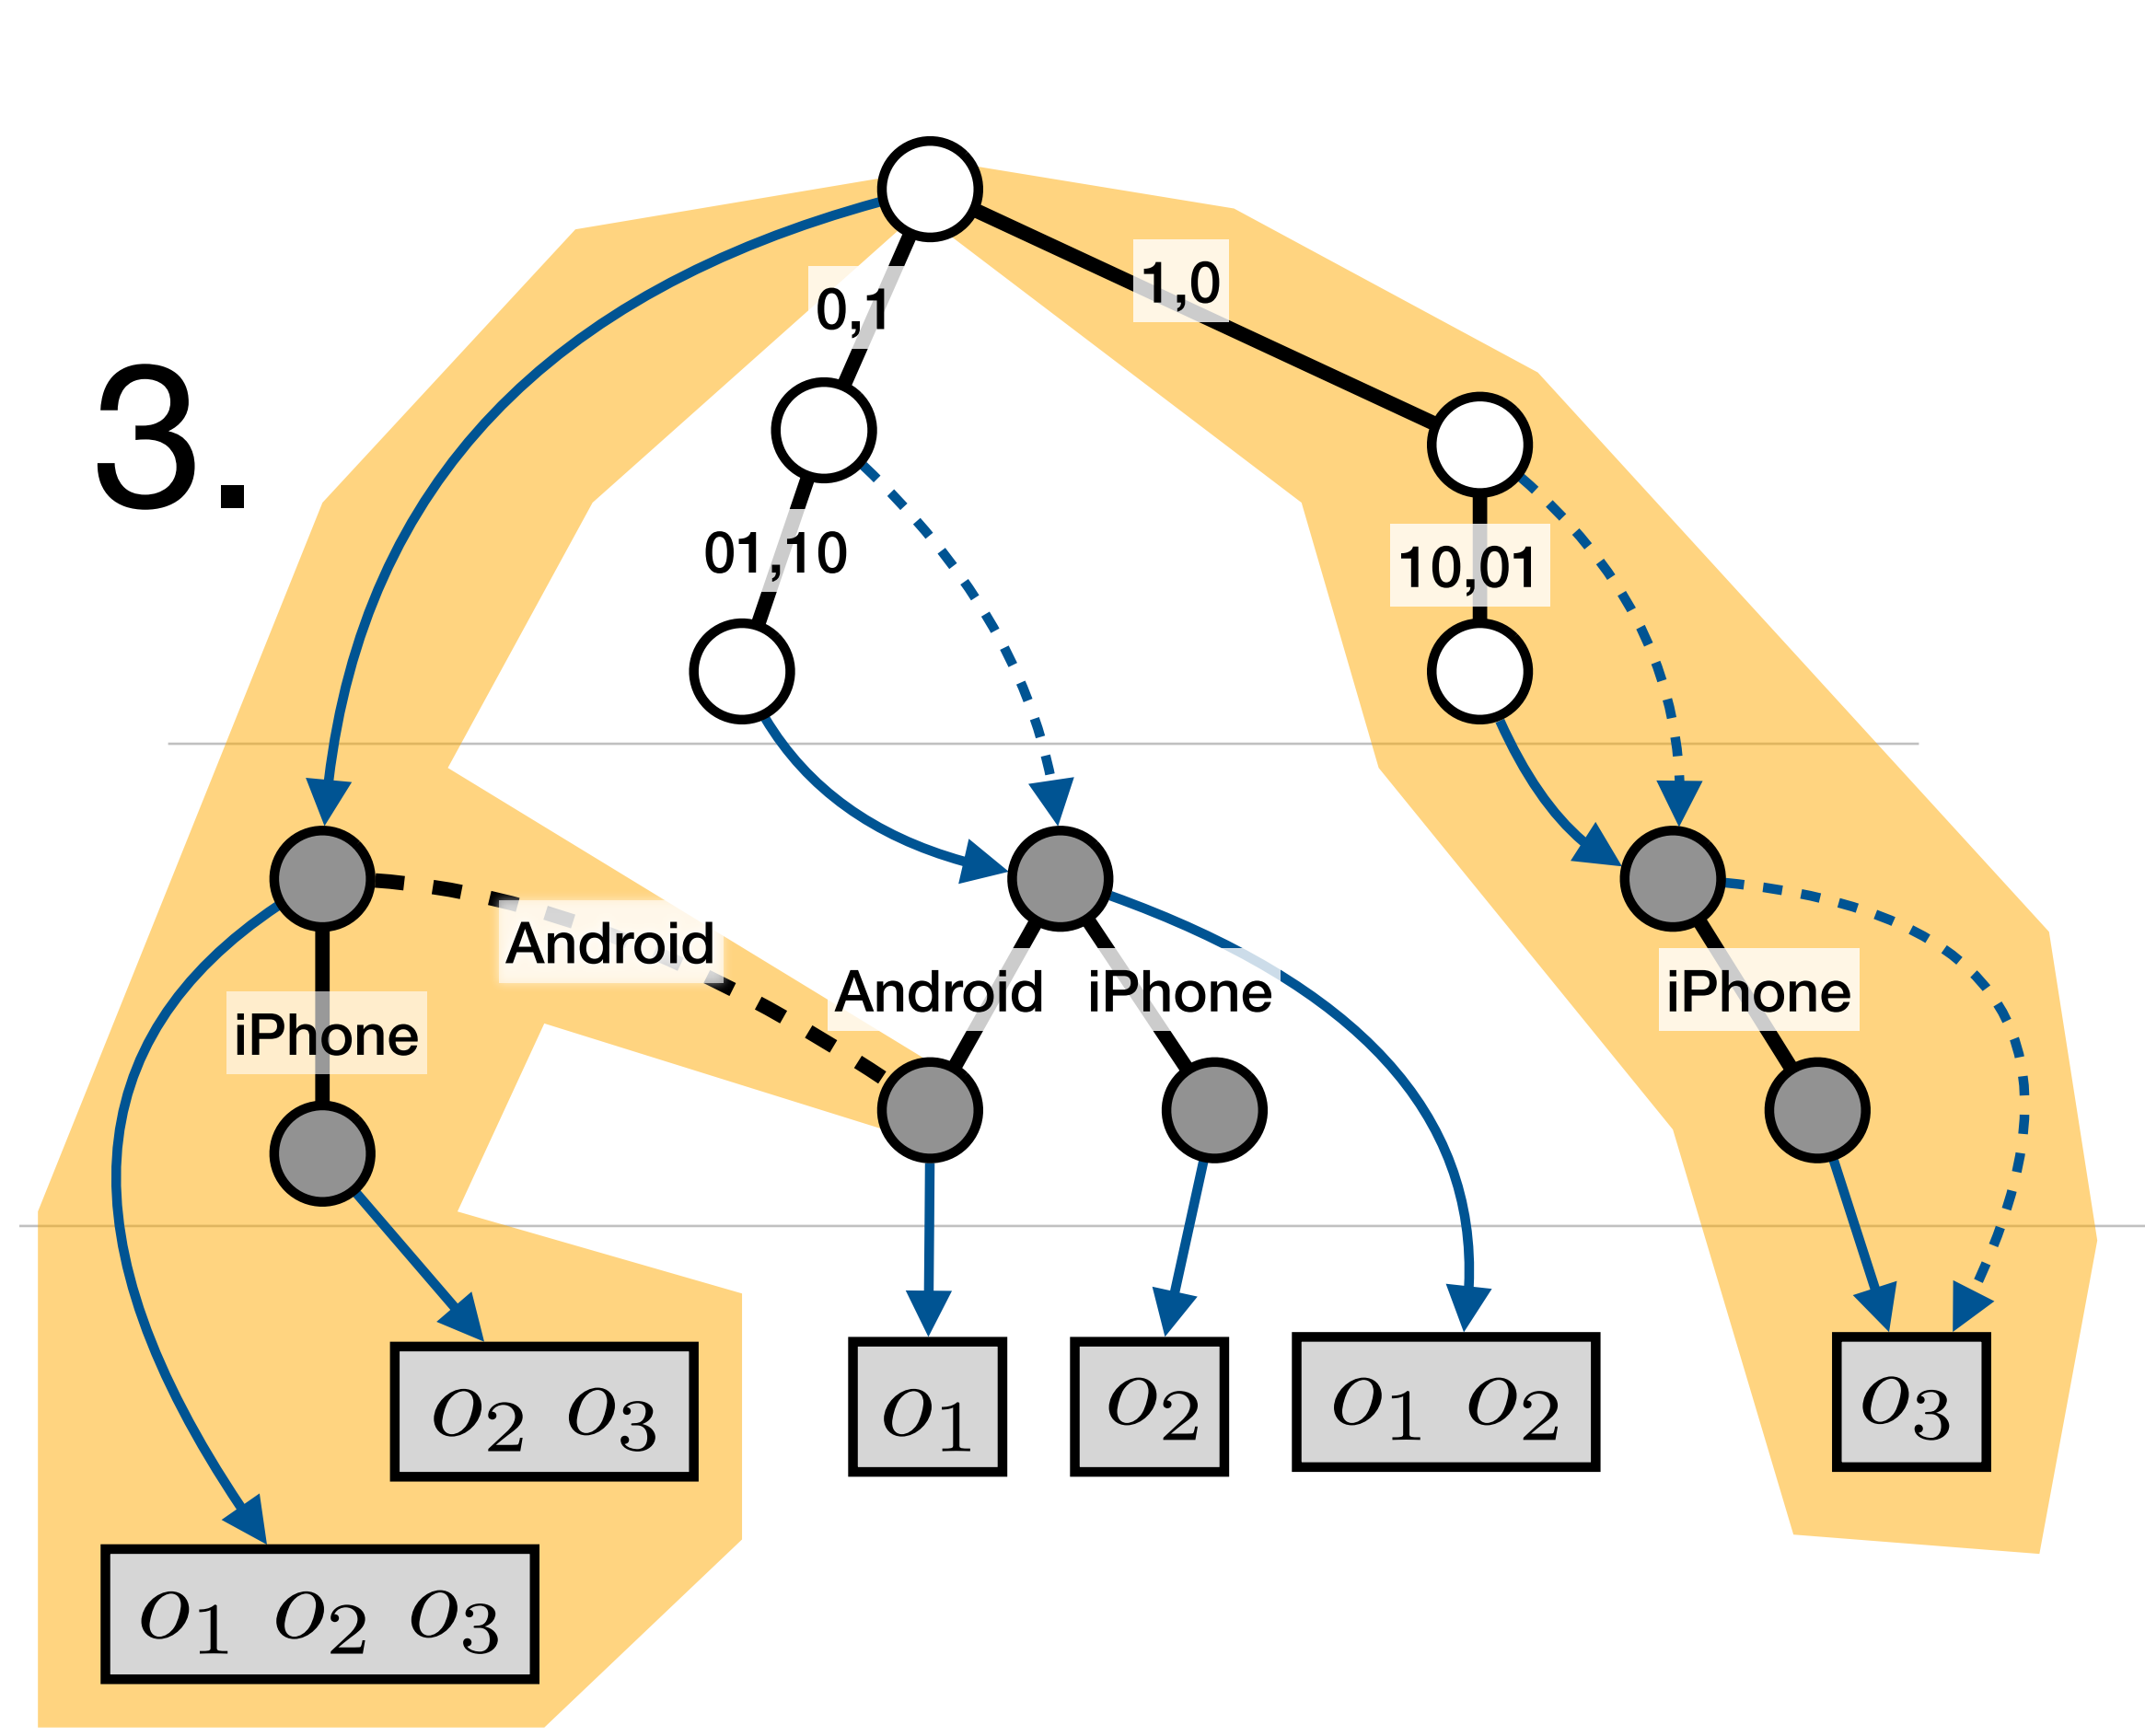 3.
0,1
1,0
01,10
10,01
Android
iPhone
Android
iPhone
iPhone
o2 o3
o1
o2
o1 o2
o3
o1 o2 o3